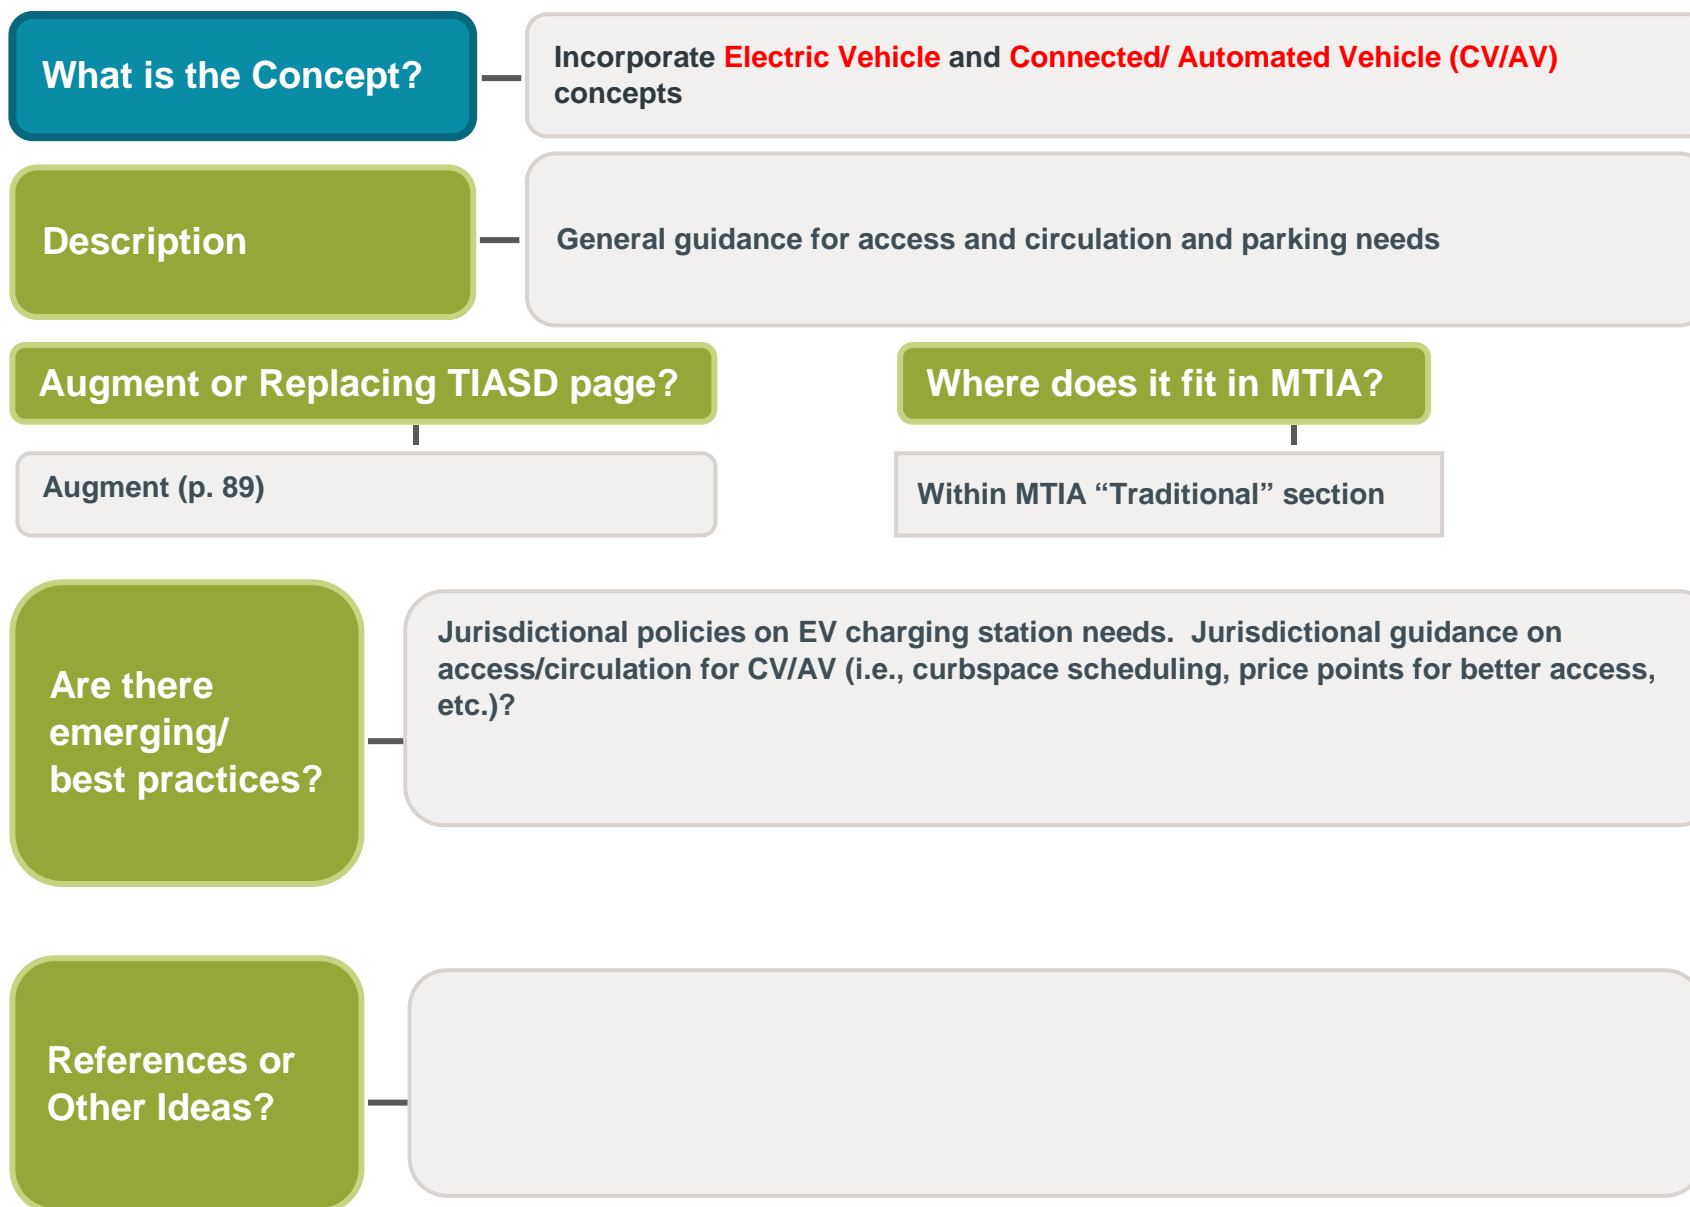 What is the Concept?
Incorporate Electric Vehicle and Connected/ Automated Vehicle (CV/AV)
concepts
Description
General guidance for access and circulation and parking needs
Augment or Replacing TIASD page?
Augment (p. 89)
Where does it fit in MTIA?
Within MTIA “Traditional” section
Are there
emerging/
best practices?
Jurisdictional policies on EV charging station needs.  Jurisdictional guidance on
access/circulation for CV/AV (i.e., curbspace scheduling, price points for better access,
etc.)?
References or
Other Ideas?